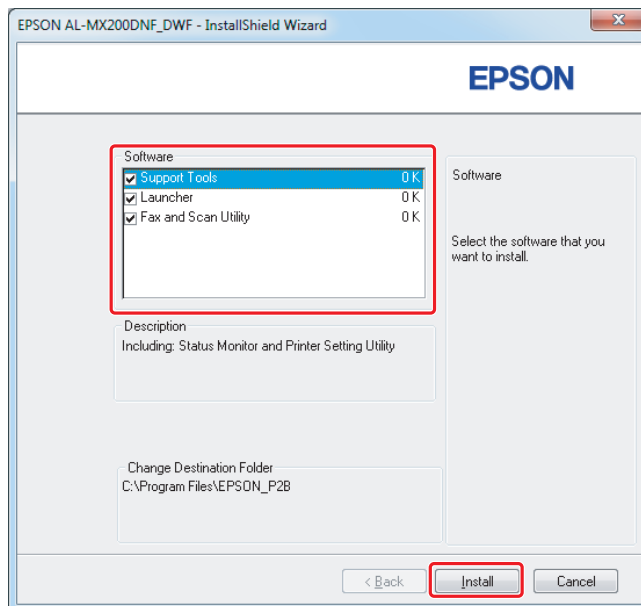 EPSON AL-MX200DNF_DWF - InstallShield Wizard
EPSON
Software
Support Tools 0 K
Launcher 0 K
Fax and Scan Utility 0 K
Software
Select the software that you
want to install.
Description
Including: Status Monitor and Printer Setting Utility
Change Destination Folder
C:\Program Files\EPSON_P2B
< Back
Install
Cancel